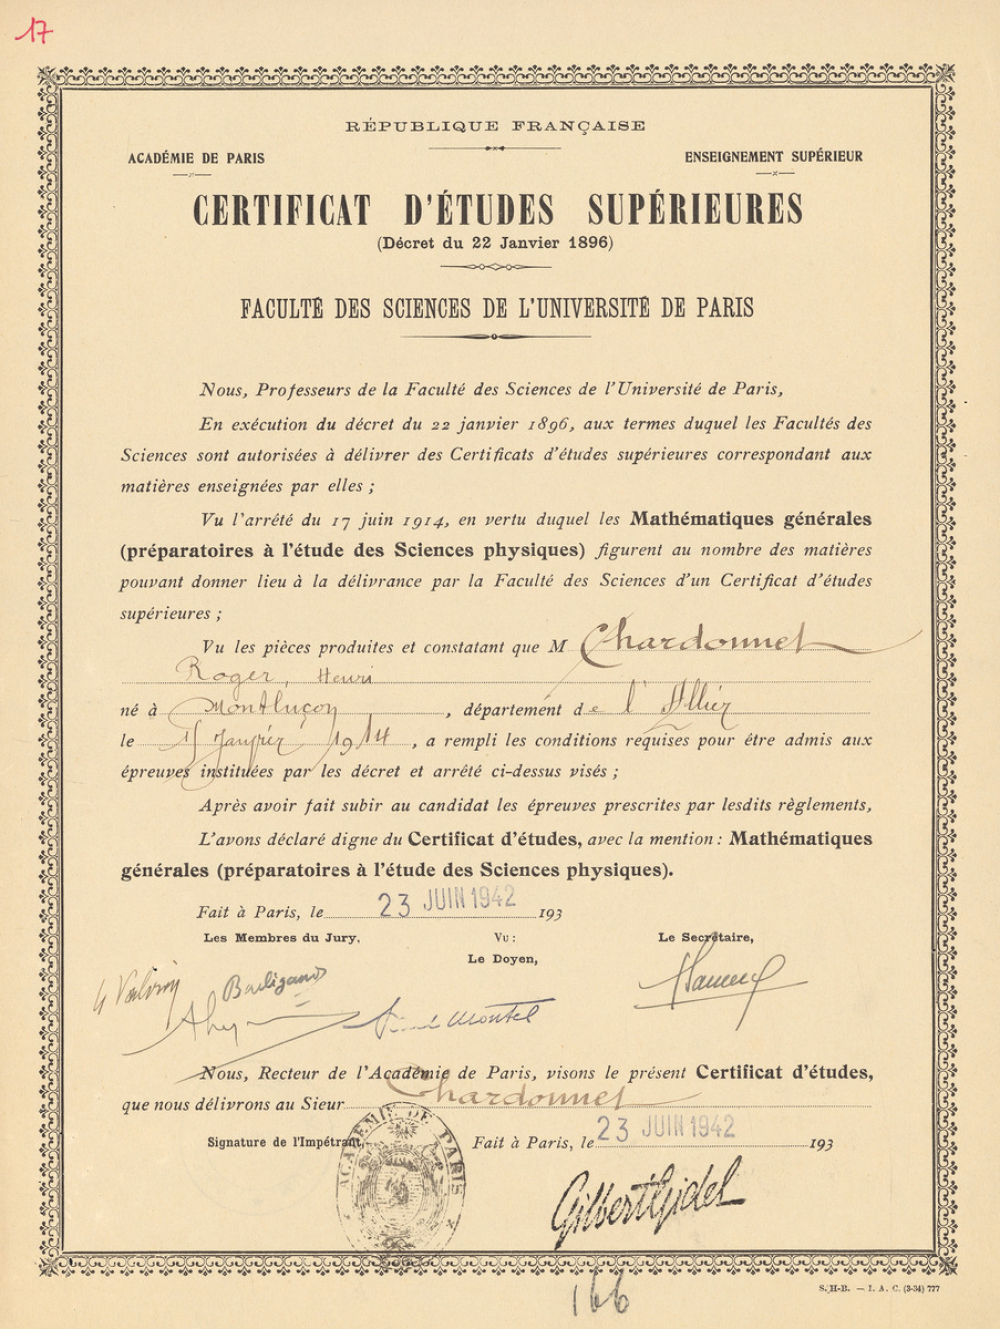 17
RÉPUBLIQUE FRANÇAISE
ACADÉMIE DE PARIS
ENSEIGNEMENT SUPÉRIEUR
CERTIFICAT D'ÉTUDES SUPÉRIEURES
(Décret du 22 Janvier 1896)
FACULTÉ DES SCIENCES DE L'UNIVERSITÉ DE PARIS
Nous, Professeurs de la Faculté des Sciences de l'Université de Paris,
En exécution du décret du 22 janvier 1896, aux termes duquel les Facultés des
Sciences sont autorisées à délivrer des Certificats d'études supérieures correspondant aux
matières enseignées par elles ;
Vu l'arrêté du 17 juin 1914, en vertu duquel les Mathématiques générales
(préparatoires à l'étude des Sciences physiques) figurent au nombre des matières
pouvant donner lieu à la délivrance par la Faculté des Sciences d'un Certificat d'études
supérieures ;
Vu les pièces produites et constatant que M Chardonnet
Roger, Henri
né à Montluçon, département de l'Allier
le Janvier 1914, a rempli les conditions requises pour être admis aux
épreuves instituées par les décret et arrêté ci-dessus visés ;
Après avoir fait subir au candidat les épreuves prescrites par lesdits règlements,
L'avons déclaré digne du Certificat d'études, avec la mention : Mathématiques
générales (préparatoires à l'étude des Sciences physiques).
Fait à Paris, le 23 JUIN 1942 193
Les Membres du Jury,
Vu :
Le Secrétaire,
Le Doyen,
Montel
Nous, Recteur de l'Académie de Paris, visons le présent Certificat d'études,
que nous délivrons au Sieur Chardonnet
Signature de l'Impétrant,
Fait à Paris, le 23 JUIN 1942 193
ACADÉMIE DE PARIS
Gilbert Gidel
166
S.-H-B. — I. A. C. (3-34) 777